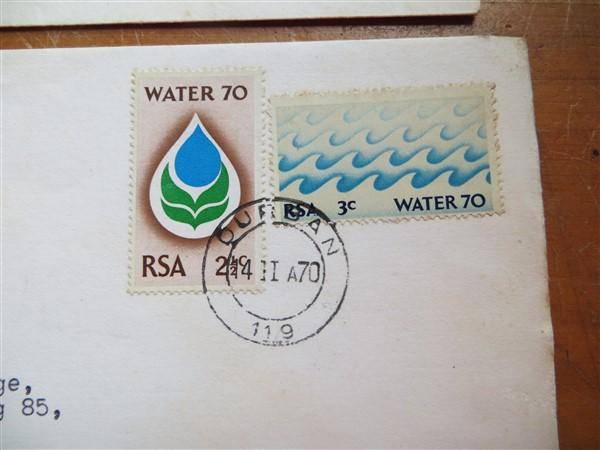 WATER 70
RSA 2½c
RSA 3c WATER 70
DURBAN
14 II A70
119
ge,
g 85,